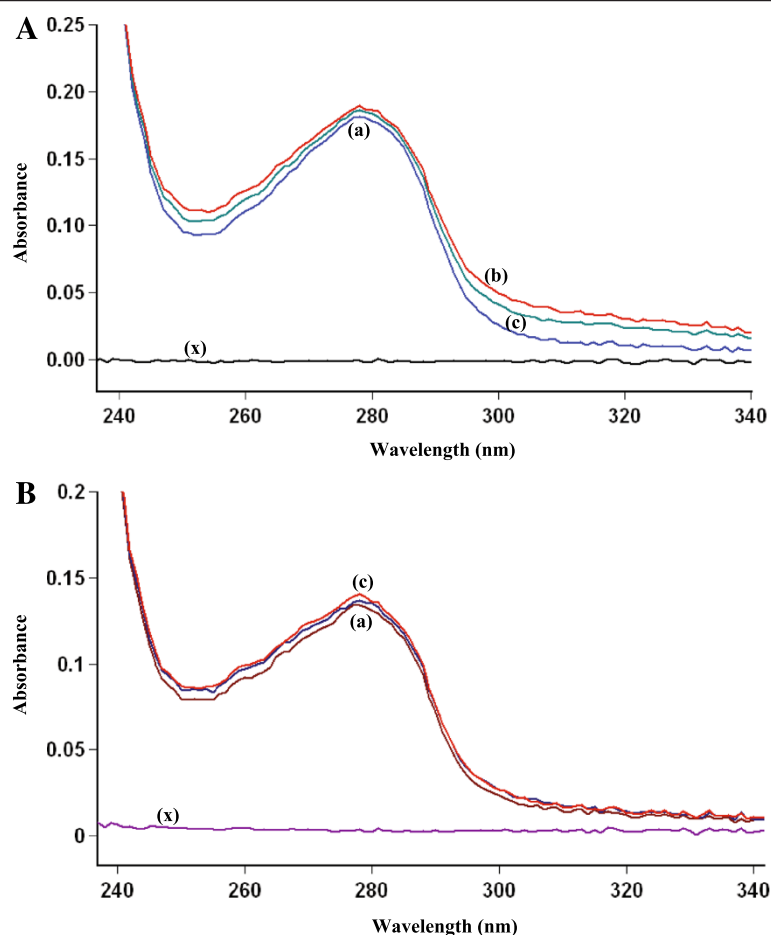 A
0.25
0.20
0.15
0.10
0.05
0.00
Absorbance
(a)
(b)
(c)
(x)
240 260 280 300 320 340
Wavelength (nm)
B
0.2
0.15
0.1
0.05
0
Absorbance
(c)
(a)
(x)
240 260 280 300 320 340
Wavelength (nm)